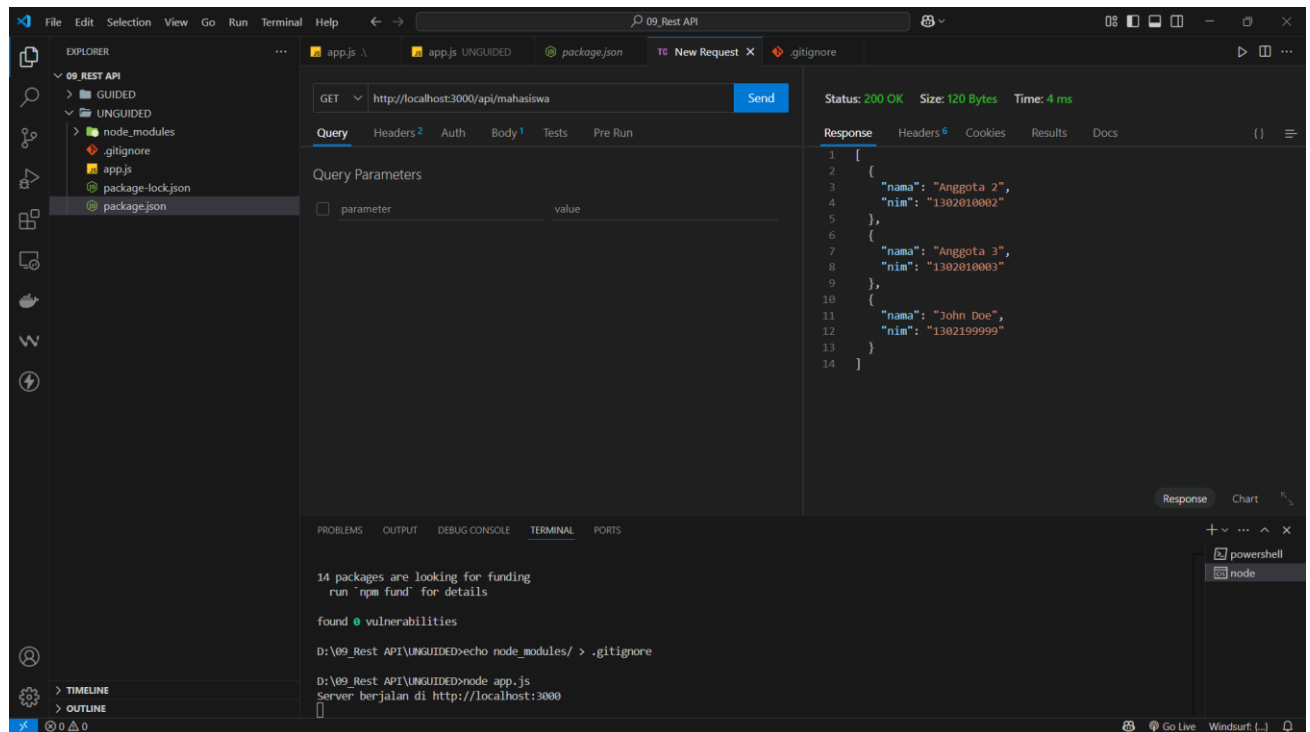 File Edit Selection View Go Run Terminal Help
09_Rest API
EXPLORER
09_REST API
GUIDED
UNGUIDED
node_modules
.gitignore
app.js
package-lock.json
package.json
TIMELINE
OUTLINE
app.js .\
app.js UNGUIDED
package.json
TC New Request
.gitignore
GET http://localhost:3000/api/mahasiswa Send
Query Headers 2 Auth Body 1 Tests Pre Run
Query Parameters
parameter value
Status: 200 OK Size: 120 Bytes Time: 4 ms
Response Headers 6 Cookies Results Docs {}
1 [
2 {
3 "nama": "Anggota 2",
4 "nim": "1302010002"
5 },
6 {
7 "nama": "Anggota 3",
8 "nim": "1302010003"
9 },
10 {
11 "nama": "John Doe",
12 "nim": "1302199999"
13 }
14 ]
Response Chart
PROBLEMS OUTPUT DEBUG CONSOLE TERMINAL PORTS
powershell
node
14 packages are looking for funding
run `npm fund` for details
found 0 vulnerabilities
D:\09_Rest API\UNGUIDED>echo node_modules/ > .gitignore
D:\09_Rest API\UNGUIDED>node app.js
Server berjalan di http://localhost:3000
0 0 Go Live Windsurf: {...}